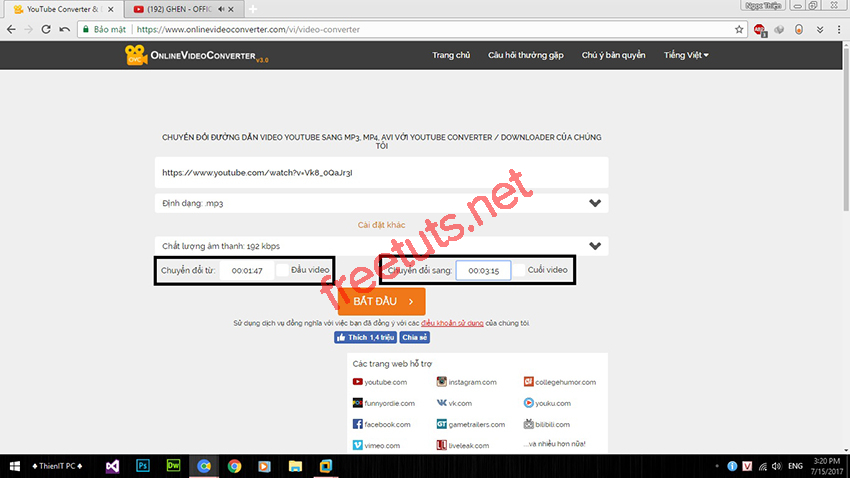 YouTube Converter &
(192) GHEN - OFFIC
Ngọc Thiện
Bảo mật
https://www.onlinevideoconverter.com/vi/video-converter
OVC
ONLINEVIDEOCONVERTER v3.0
Trang chủ
Câu hỏi thường gặp
Chú ý bản quyền
Tiếng Việt
CHUYỂN ĐỔI ĐƯỜNG DẪN VIDEO YOUTUBE SANG MP3, MP4, AVI VỚI YOUTUBE CONVERTER / DOWNLOADER CỦA CHÚNG
TÔI
https://www.youtube.com/watch?v=Vk8_0QaJr3I
Định dạng: .mp3
Cài đặt khác
Chất lượng âm thanh: 192 kbps
Chuyển đổi từ: 00:01:47 Đầu video
Chuyển đổi sang: 00:03:15 Cuối video
freetuts.net
BẮT ĐẦU
Sử dụng dịch vụ đồng nghĩa với việc bạn đã đồng ý với các điều khoản sử dụng của chúng tôi.
Thích 1,4 triệu
Chia sẻ
Các trang web hỗ trợ
youtube.com
instagram.com
collegehumor.com
funnyordie.com
vk.com
youku.com
facebook.com
GT
gametrailers.com
bilibili.com
vimeo.com
liveleak.com
...và nhiều hơn nữa!
ThienIT PC
Ps
Dw
ENG
3:20 PM
7/15/2017